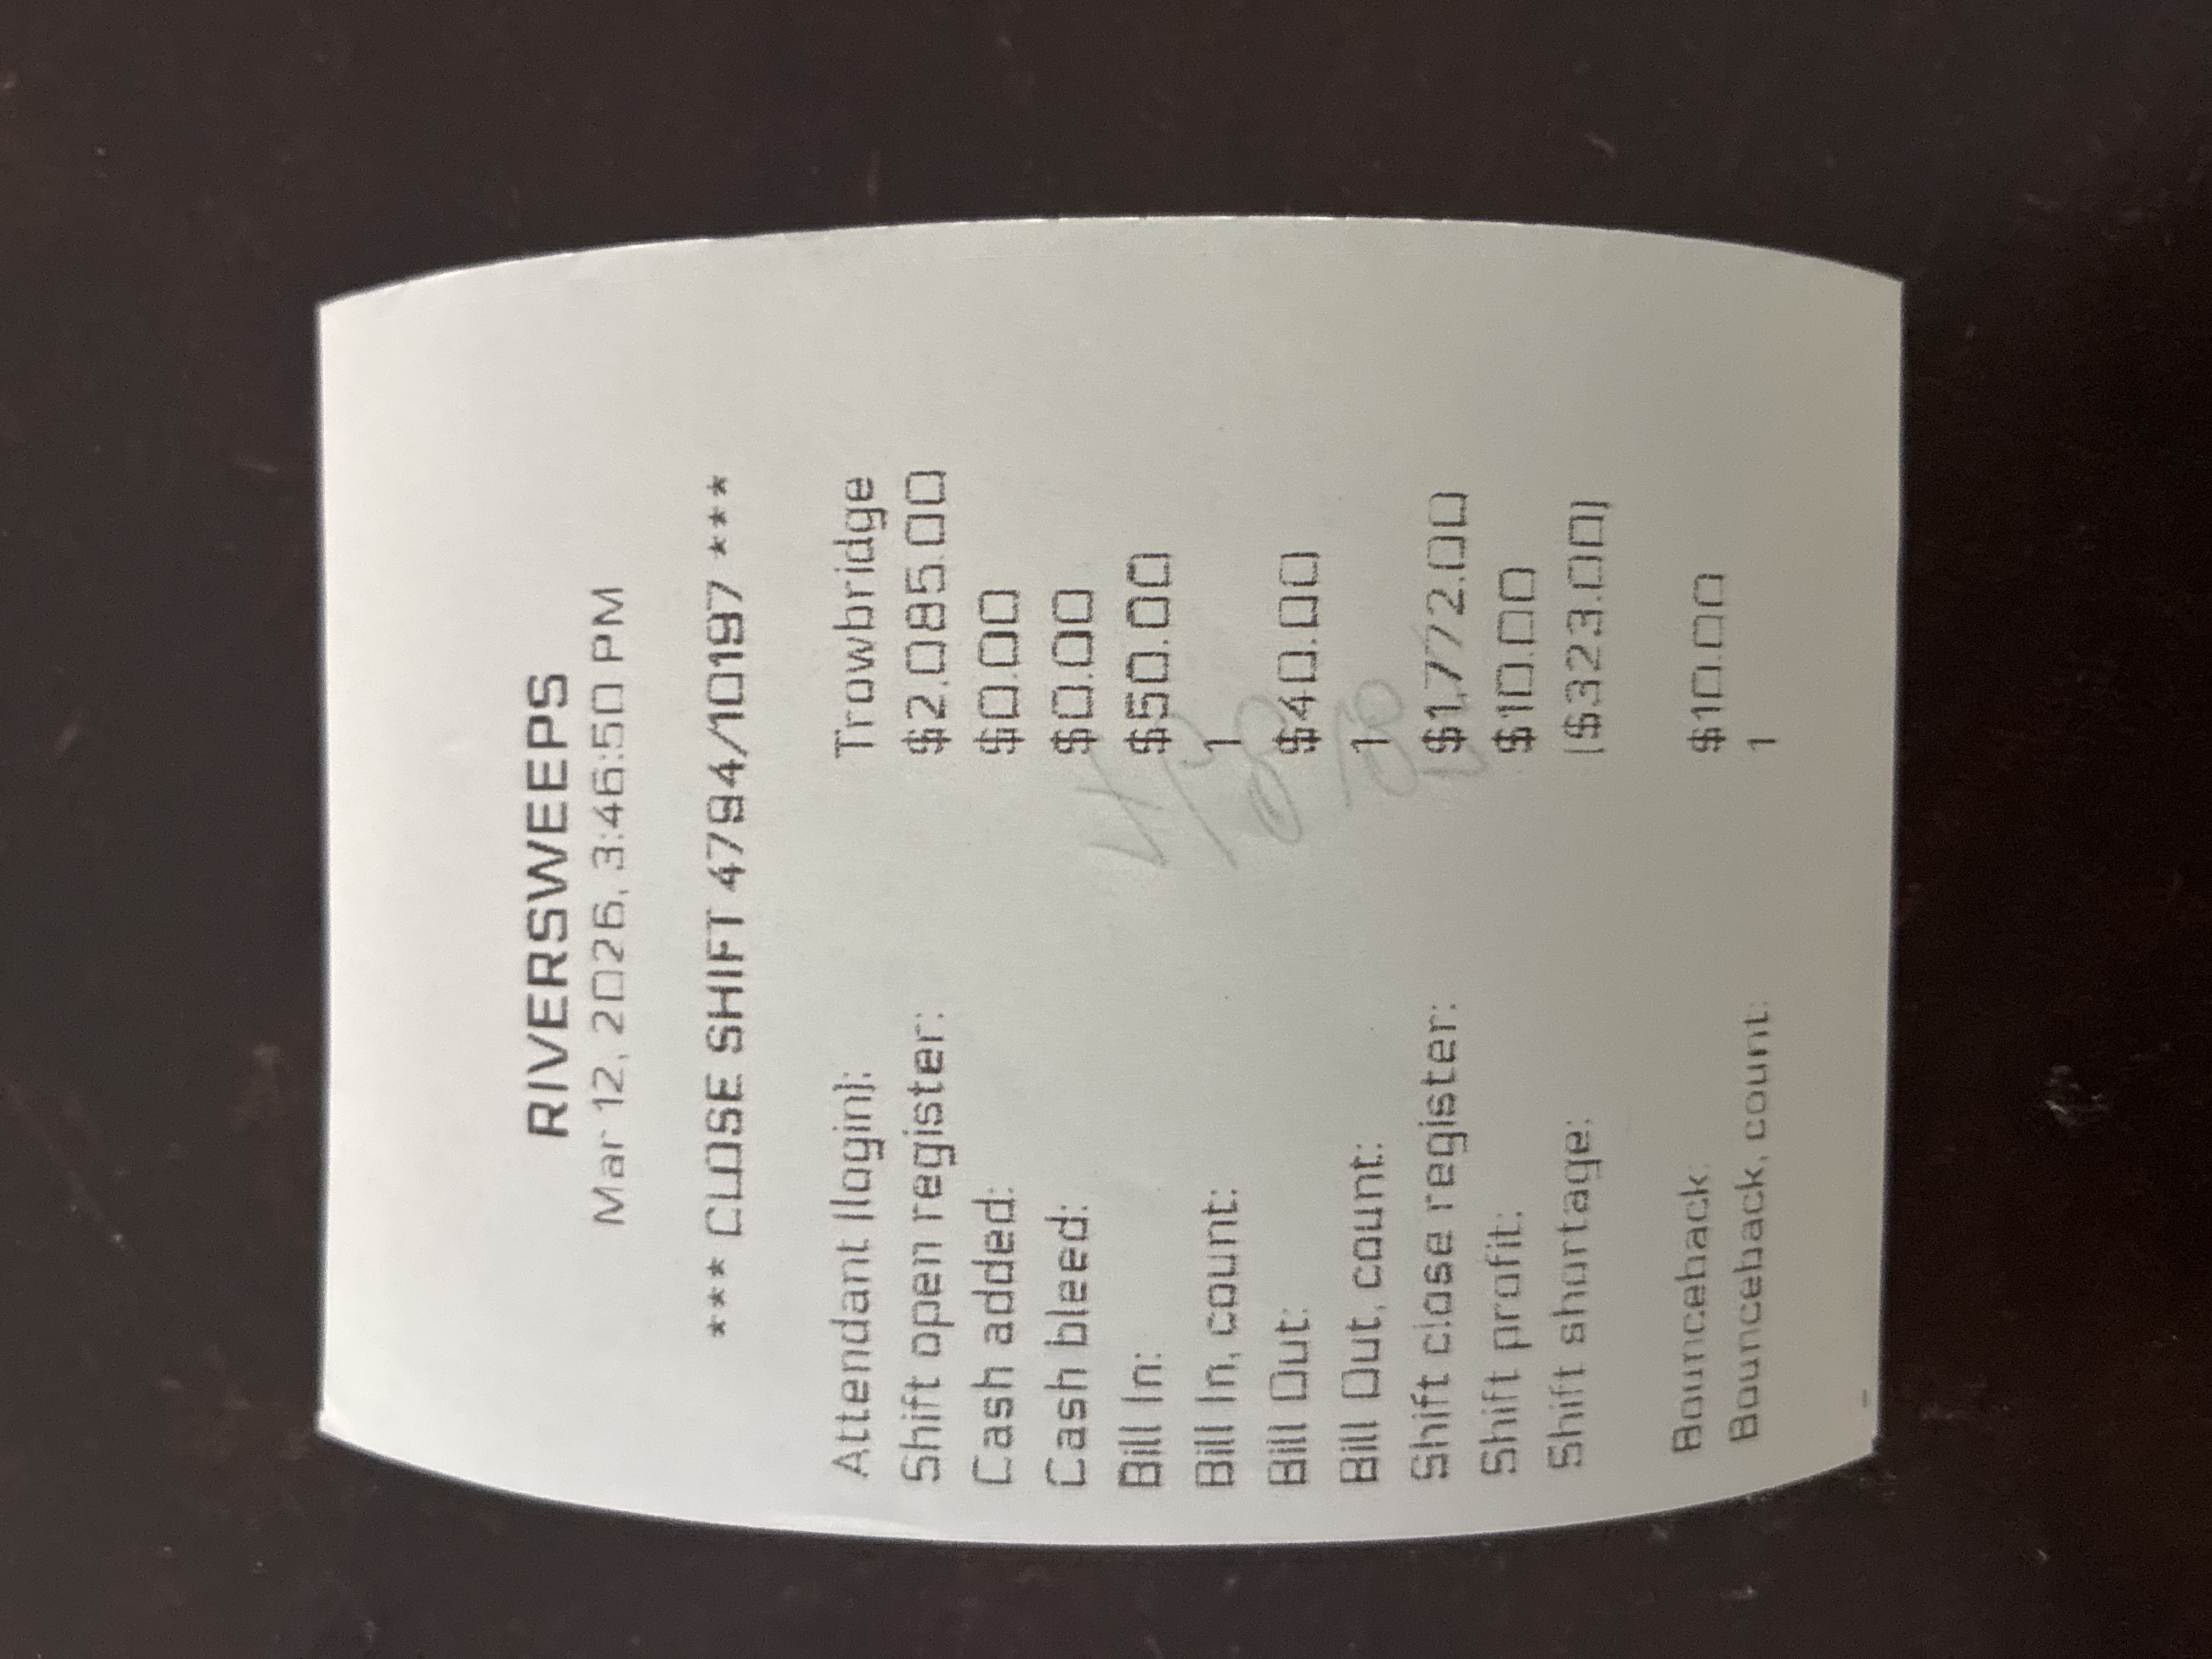 RIVERSWEEPS
Mar 12, 2026, 3:46:50 PM
*** CLOSE SHIFT 4794/10197 ***
Attendant (login): Trowbridge
Shift open register: $2,085.00
Cash added: $0.00
Cash bleed: $0.00
Bill In: $50.00
Bill In, count: 1
Bill Out: $40.00
Bill Out, count: 1
Shift close register: $1,772.00
Shift profit: $10.00
Shift shortage: ($323.00)
Bounceback: $10.00
Bounceback, count: 1